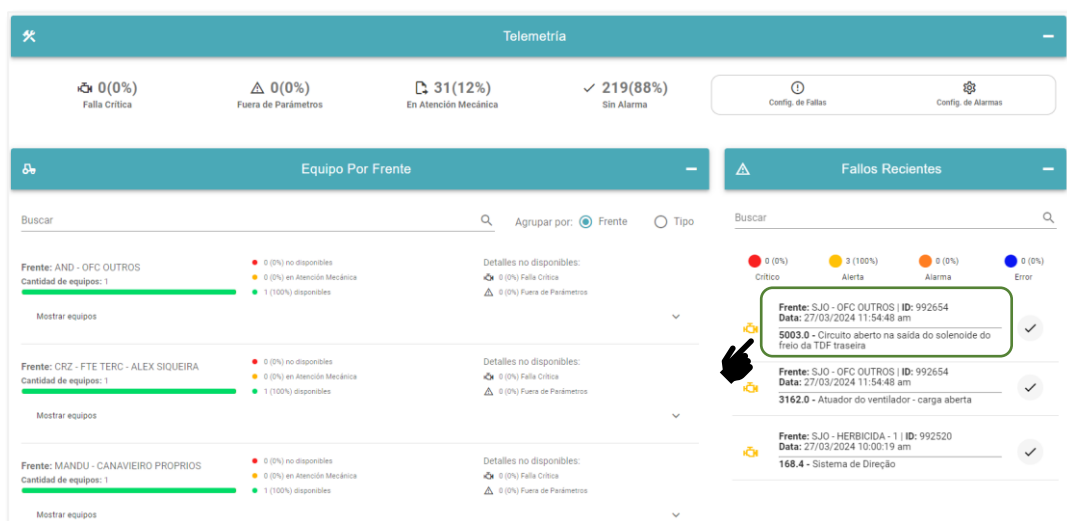 Telemetría
0(0%)
Falla Crítica
0(0%)
Fuera de Parámetros
31(12%)
En Atención Mecánica
219(88%)
Sin Alarma
Config. de Fallas
Config. de Alarmas
Equipo Por Frente
Buscar
Agrupar por:
Frente
Tipo
Frente: AND - OFC OUTROS
Cantidad de equipos: 1
0 (0%) no disponibles
0 (0%) en Atención Mecánica
1 (100%) disponibles
Detalles no disponibles:
0 (0%) Falla Crítica
0 (0%) Fuera de Parámetros
Mostrar equipos
Frente: CRZ - FTE TERC - ALEX SIQUEIRA
Cantidad de equipos: 1
0 (0%) no disponibles
0 (0%) en Atención Mecánica
1 (100%) disponibles
Detalles no disponibles:
0 (0%) Falla Crítica
0 (0%) Fuera de Parámetros
Mostrar equipos
Frente: MANDU - CANAVIEIRO PROPRIOS
Cantidad de equipos: 1
0 (0%) no disponibles
0 (0%) en Atención Mecánica
1 (100%) disponibles
Detalles no disponibles:
0 (0%) Falla Crítica
0 (0%) Fuera de Parámetros
Mostrar equipos
Fallos Recientes
Buscar
0 (0%)
Crítico
3 (100%)
Alerta
0 (0%)
Alarma
0 (0%)
Error
Frente: SJO - OFC OUTROS | ID: 992654
Data: 27/03/2024 11:54:48 am
5003.0 - Circuito aberto na saída do solenoide do
freio da TDF traseira
Frente: SJO - OFC OUTROS | ID: 992654
Data: 27/03/2024 11:54:48 am
3162.0 - Atuador do ventilador - carga aberta
Frente: SJO - HERBICIDA - 1 | ID: 992520
Data: 27/03/2024 10:00:19 am
168.4 - Sistema de Direção